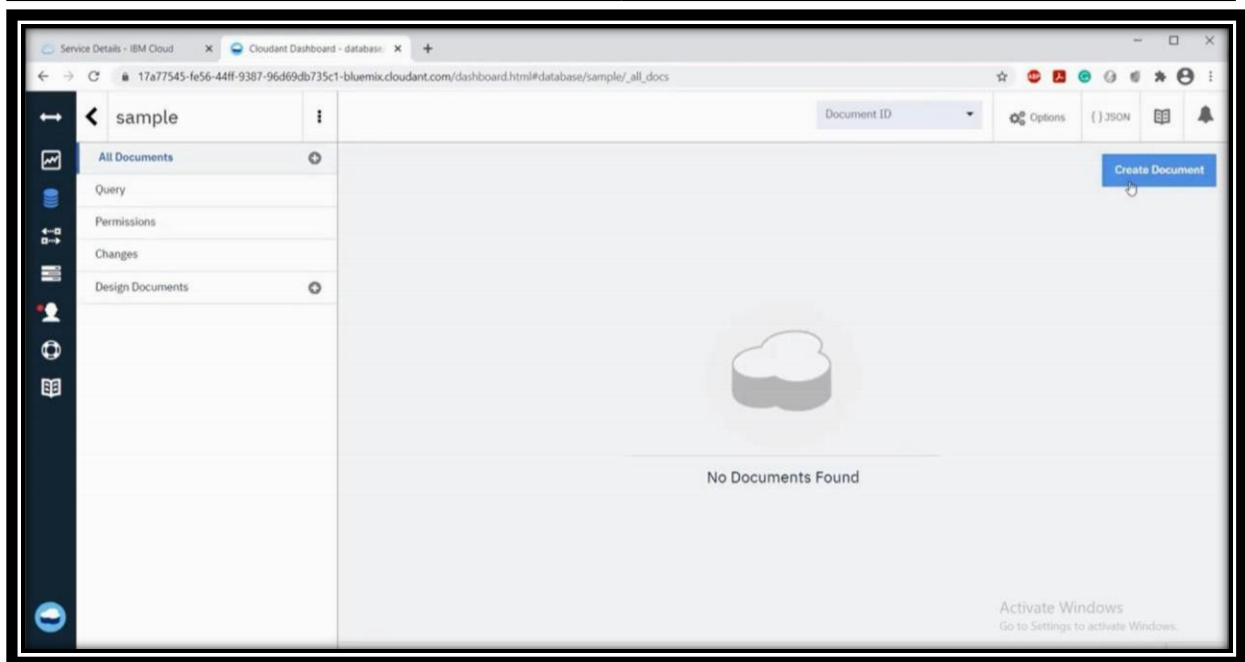 Service Details - IBM Cloud
Cloudant Dashboard - database
17a77545-fe56-44ff-9387-96d69db735c1-bluemix.cloudant.com/dashboard.html#database/sample/_all_docs
sample
Document ID
Options
{ } JSON
All Documents
Create Document
Query
Permissions
Changes
Design Documents
No Documents Found
Activate Windows
Go to Settings to activate Windows.